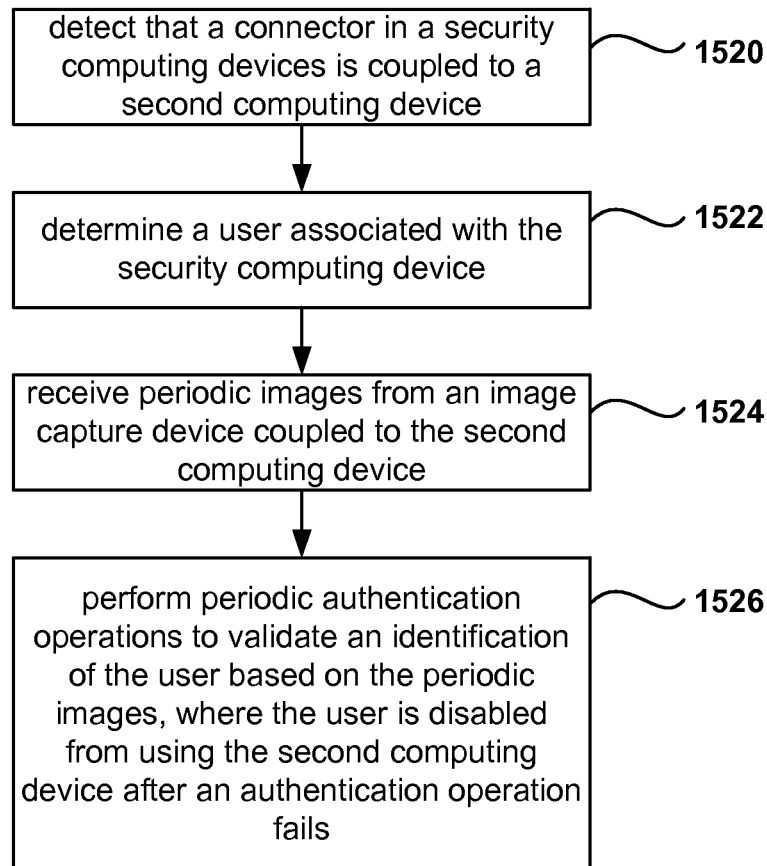 detect that a connector in a security
computing devices is coupled to a
second computing device
1520
determine a user associated with the
security computing device
1522
receive periodic images from an image
capture device coupled to the second
computing device
1524
perform periodic authentication
operations to validate an identification
of the user based on the periodic
images, where the user is disabled
from using the second computing
device after an authentication operation
fails
1526